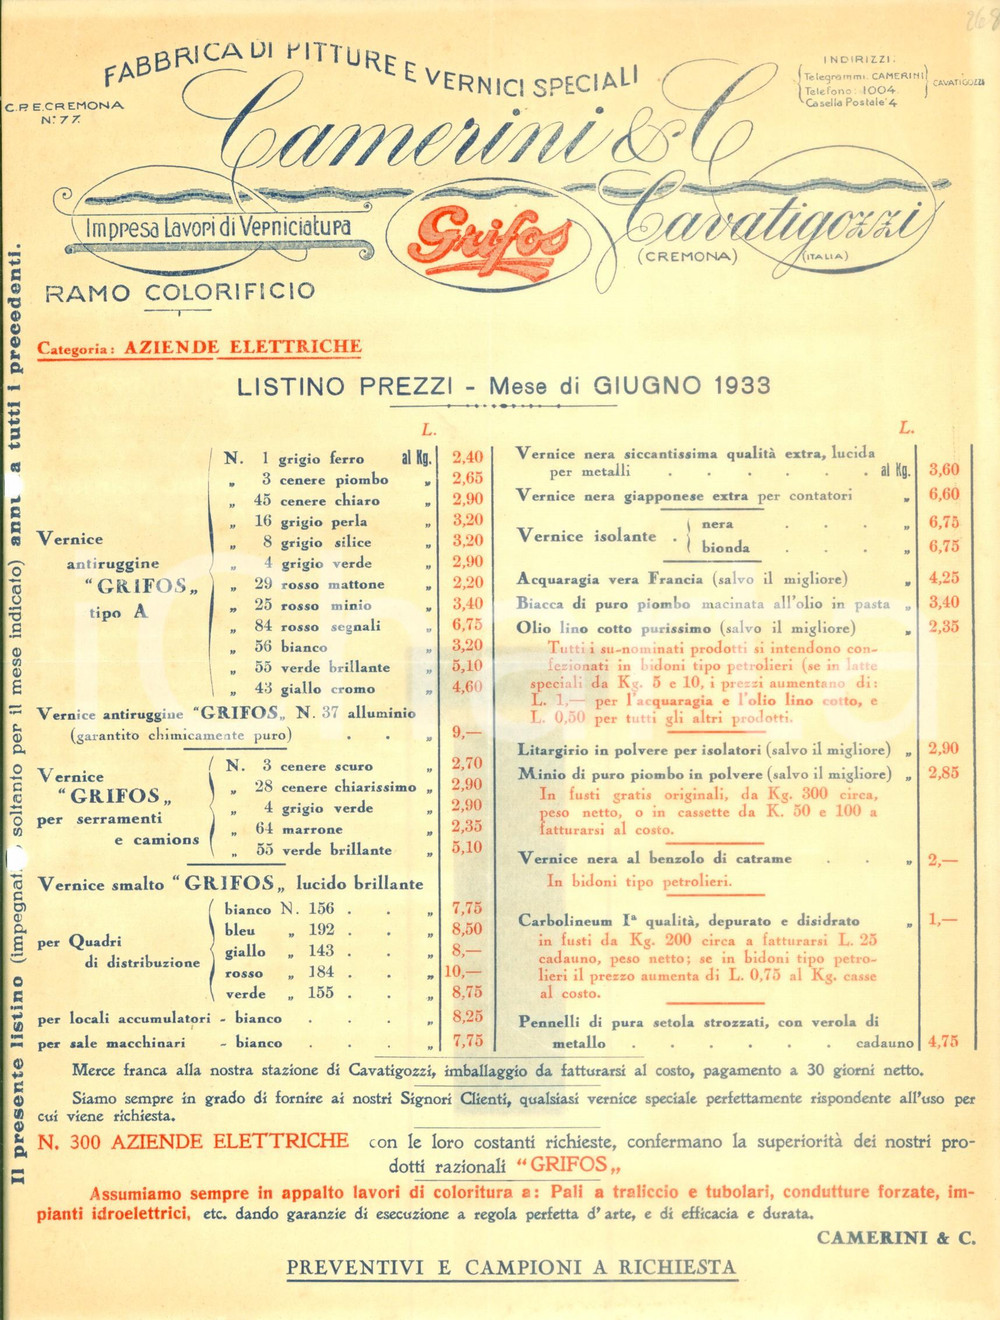 268
FABBRICA DI PITTURE E VERNICI SPECIALI
C.P.E. CREMONA
N.° 77.
INDIRIZZI:
Telegrammi: CAMERINI
Telefono: 1004
Casella Postale 4
CAVATIGOZZI
Camerini & C.
Cavatigozzi
(CREMONA) (ITALIA)
Impresa Lavori di Verniciatura
Grifos
RAMO COLORIFICIO
Categoria: AZIENDE ELETTRICHE
LISTINO PREZZI - Mese di GIUGNO 1933
L.
Vernice
antiruggine
“GRIFOS„
tipo A
N. 1 grigio ferro al Kg. 2,40
„ 3 cenere piombo „ 2,65
„ 45 cenere chiaro „ 2,90
„ 16 grigio perla „ 3,20
„ 8 grigio silice „ 3,20
„ 4 grigio verde „ 2,90
„ 29 rosso mattone „ 2,20
„ 25 rosso minio „ 3,40
„ 84 rosso segnali „ 6,75
„ 56 bianco „ 3,20
„ 55 verde brillante „ 5,10
„ 43 giallo cromo „ 4,60
Vernice antiruggine “GRIFOS„ N. 37 alluminio
(garantito chimicamente puro) . . „ 9,—
Vernice
“GRIFOS„
per serramenti
e camions
N. 3 cenere scuro „ 2,70
„ 28 cenere chiarissimo „ 2,90
„ 4 grigio verde „ 2,90
„ 64 marrone „ 2,35
„ 55 verde brillante „ 5,10
Vernice smalto “GRIFOS„ lucido brillante
per Quadri
di distribuzione
bianco N. 156 . . „ 7,75
bleu „ 192 . . „ 8,50
giallo „ 143 . . „ 8,—
rosso „ 184 . . „ 10,—
verde „ 155 . . „ 8,75
per locali accumulatori - bianco . . . „ 8,25
per sale macchinari - bianco . . . „ 7,75
L.
Vernice nera siccantissima qualità extra, lucida
per metalli . . . . . . al Kg. 3,60
Vernice nera giapponese extra per contatori „ 6,60
Vernice isolante .
nera . . . „ 6,75
bionda . . . „ 6,75
Acquaragia vera Francia (salvo il migliore) „ 4,25
Biacca di puro piombo macinata all'olio in pasta „ 3,40
Olio lino cotto purissimo (salvo il migliore) „ 2,35
Tutti i su-nominati prodotti si intendono con-
fezionati in bidoni tipo petrolieri (se in latte
speciali da Kg. 5 e 10, i prezzi aumentano di:
L. 1,— per l'acquaragia e l'olio lino cotto, e
L. 0,50 per tutti gli altri prodotti.
Litargirio in polvere per isolatori (salvo il migliore) „ 2,90
Minio di puro piombo in polvere (salvo il migliore) „ 2,85
In fusti gratis originali, da Kg. 300 circa,
peso netto, o in cassette da K. 50 e 100 a
fatturarsi al costo.
Vernice nera al benzolo di catrame . . „ 2,—
In bidoni tipo petrolieri.
Carbolineum Iª qualità, depurato e disidrato „ 1,—
in fusti da Kg. 200 circa a fatturarsi L. 25
cadauno, peso netto; se in bidoni tipo petro-
lieri il prezzo aumenta di L. 0,75 al Kg. casse
al costo.
Pennelli di pura setola strozzati, con verola di
metallo . . . . . . cadauno 4,75
Merce franca alla nostra stazione di Cavatigozzi, imballaggio da fatturarsi al costo, pagamento a 30 giorni netto.
Siamo sempre in grado di fornire ai nostri Signori Clienti, qualsiasi vernice speciale perfettamente rispondente all'uso per
cui viene richiesta.
N. 300 AZIENDE ELETTRICHE con le loro costanti richieste, confermano la superiorità dei nostri pro-
dotti razionali “GRIFOS„
Assumiamo sempre in appalto lavori di coloritura a: Pali a traliccio e tubolari, condutture forzate, im-
pianti idroelettrici, etc. dando garanzie di esecuzione a regola perfetta d'arte, e di efficacia e durata.
CAMERINI & C.
PREVENTIVI E CAMPIONI A RICHIESTA
Il presente listino (impegnat. soltanto per il mese indicato) annu a tutti i precedenti.